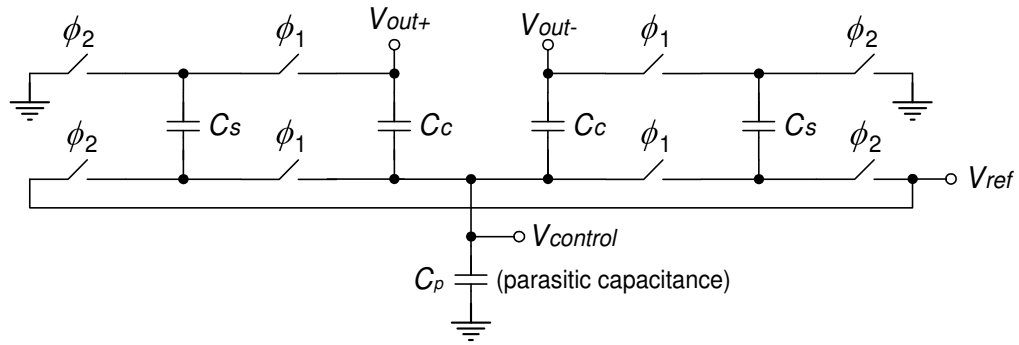 Vout+ Vout-
ϕ2 ϕ1 ϕ1 ϕ2
Cs Cc Cc Cs
ϕ2 ϕ1 ϕ1 ϕ2
Vref
Vcontrol
Cp (parasitic capacitance)